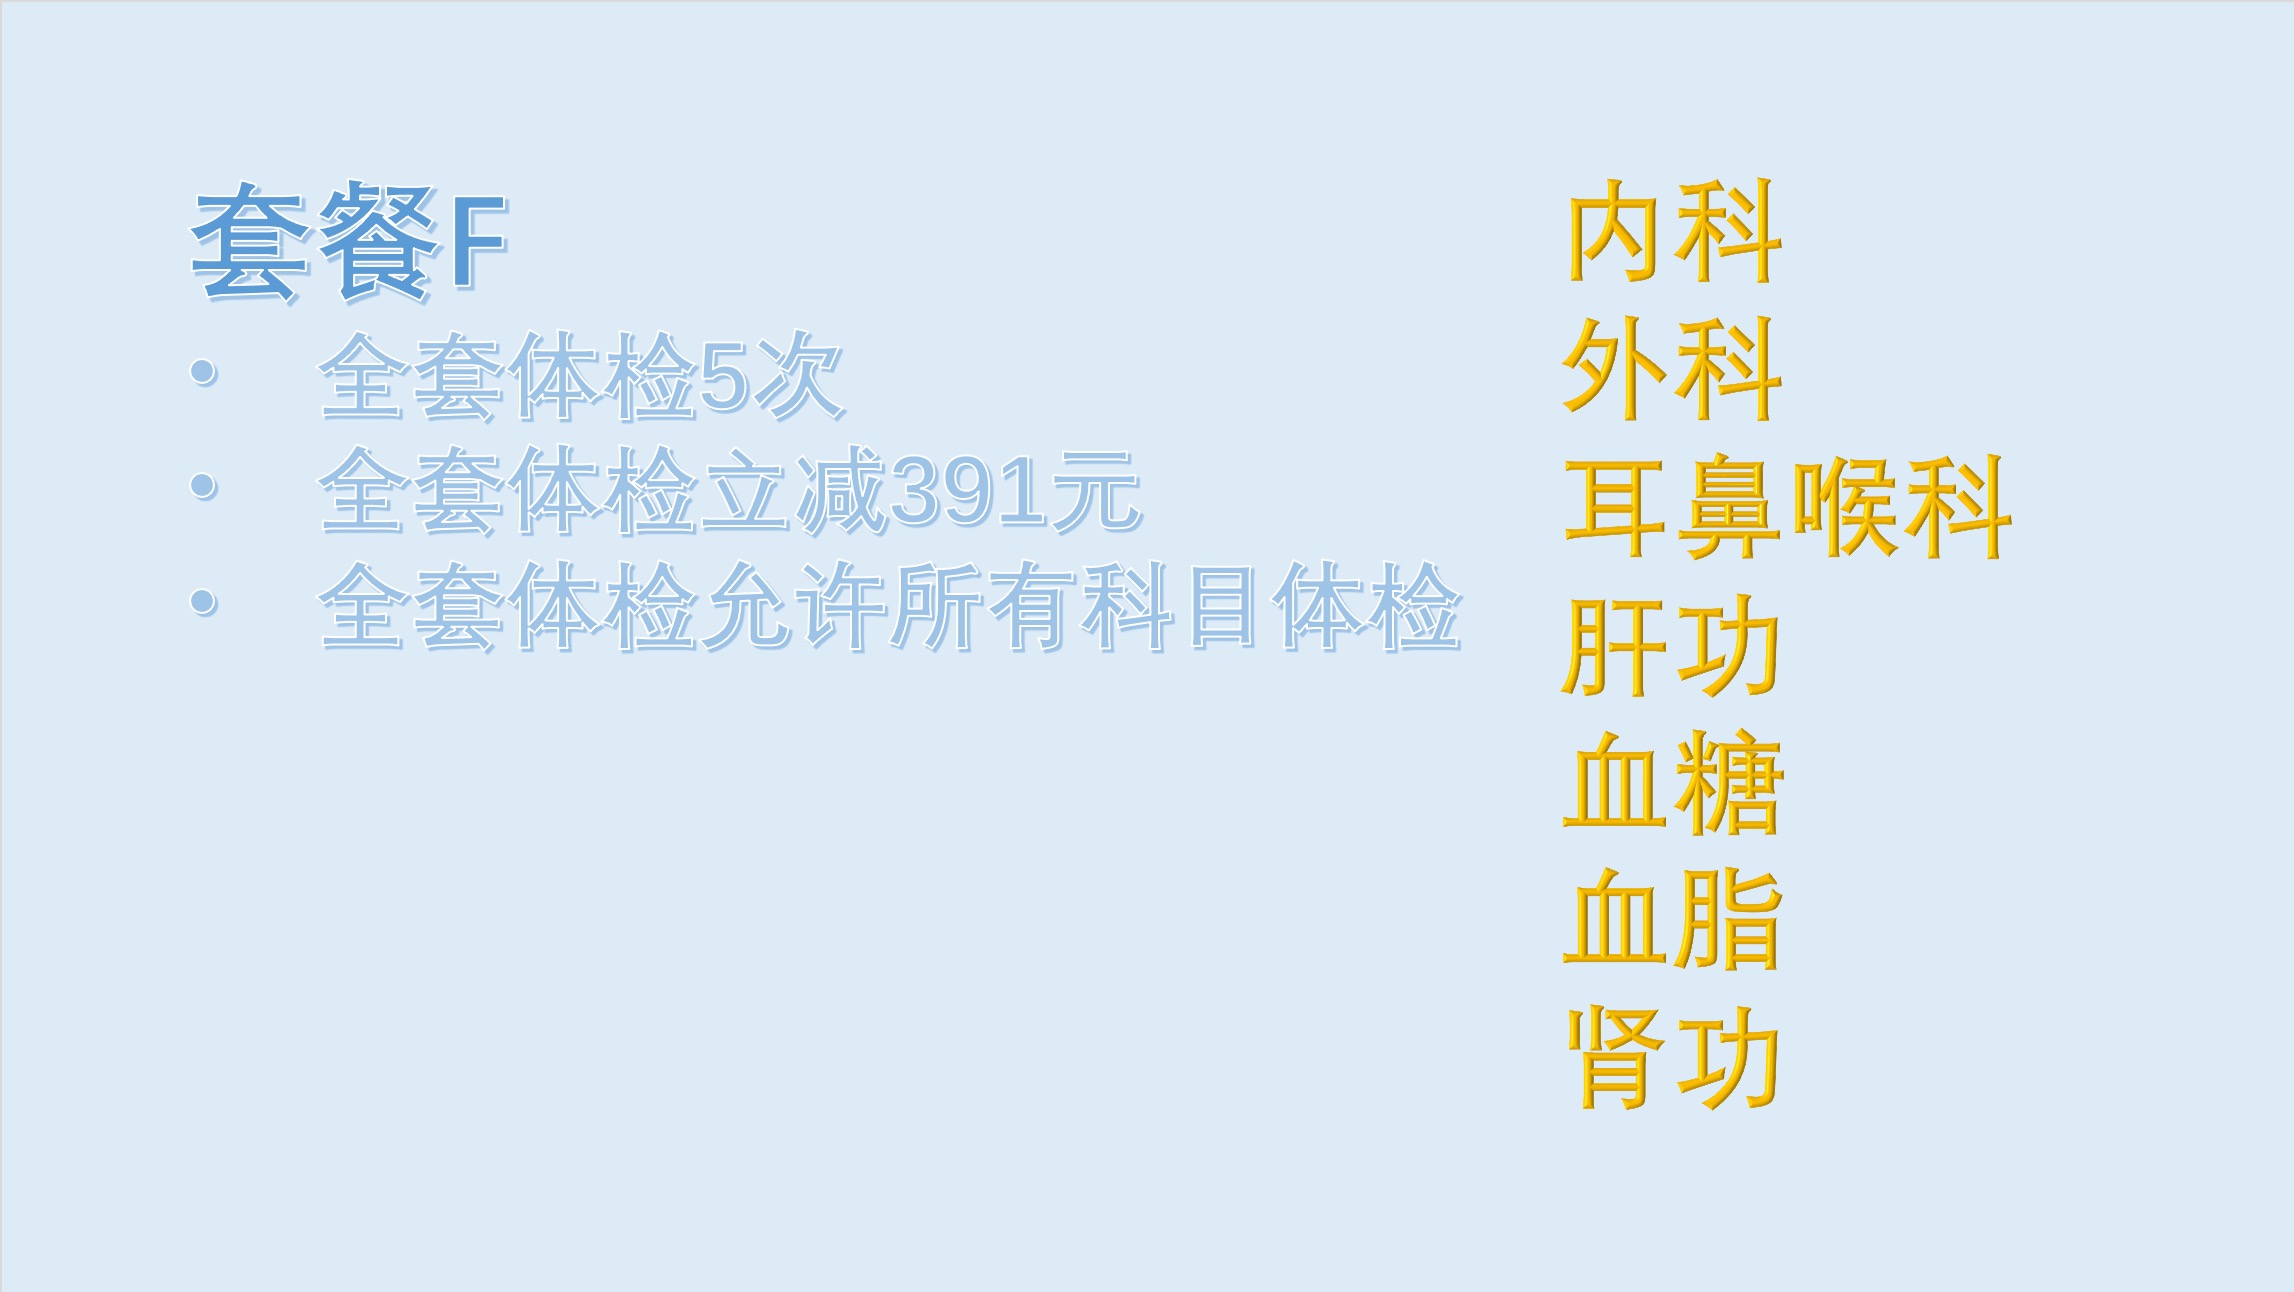 套餐F
• 全套体检5次
• 全套体检立减391元
• 全套体检允许所有科目体检
内科
外科
耳鼻喉科
肝功
血糖
血脂
肾功